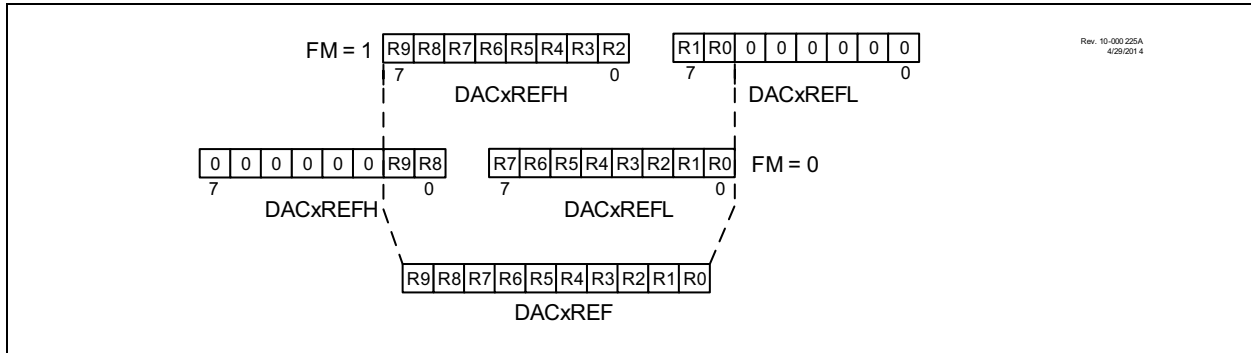 FM = 1 R9 R8 R7 R6 R5 R4 R3 R2 R1 R0 0 0 0 0 0 0
7 0 7 0
DACxREFH DACxREFL
Rev. 10-000 225A
4/29/2014
0 0 0 0 0 0 R9 R8 R7 R6 R5 R4 R3 R2 R1 R0 FM = 0
7 0 7 0
DACxREFH DACxREFL
R9 R8 R7 R6 R5 R4 R3 R2 R1 R0
DACxREF